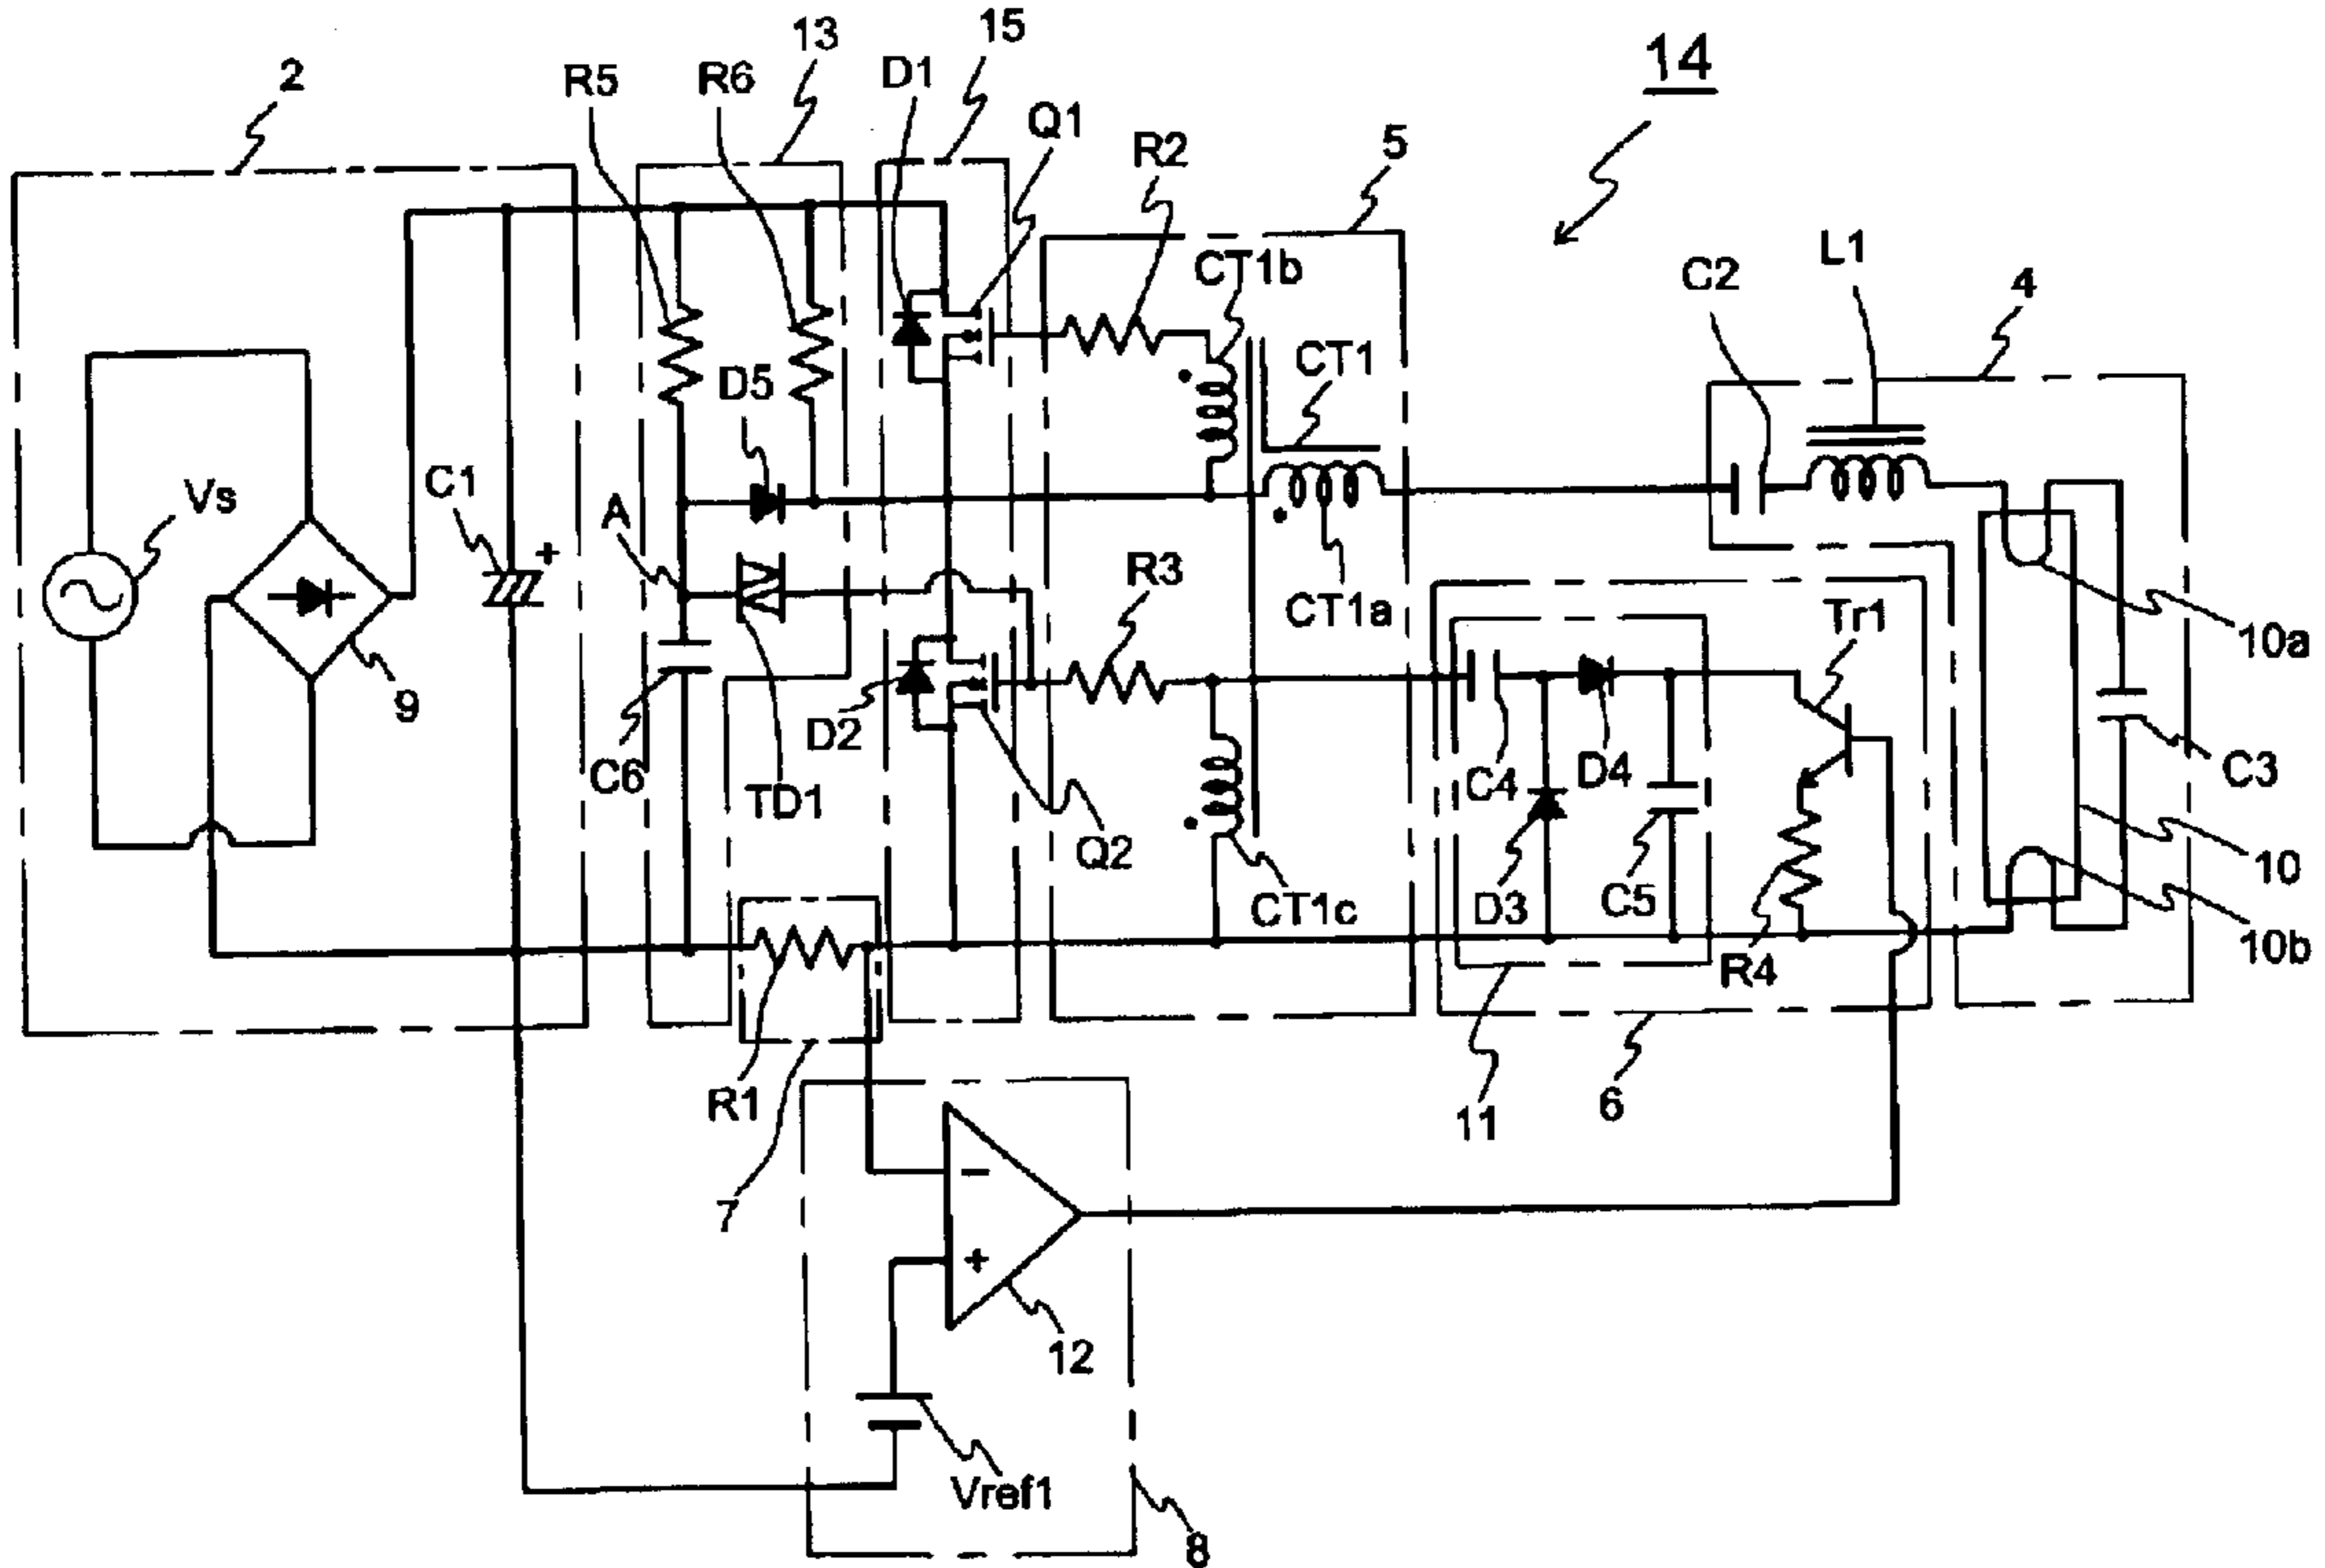 13
15
14
2
R5
R6
D1
Q1
R2
5
CT1b
C2
L1
4
CT1
D5
C1
Vs
+
A
R3
CT1a
Tr1
10a
9
D2
C6
TD1
C4
D4
C3
Q2
10
CT1c
D3
C5
R4
10b
R1
11
6
7
−
+
12
Vref1
8